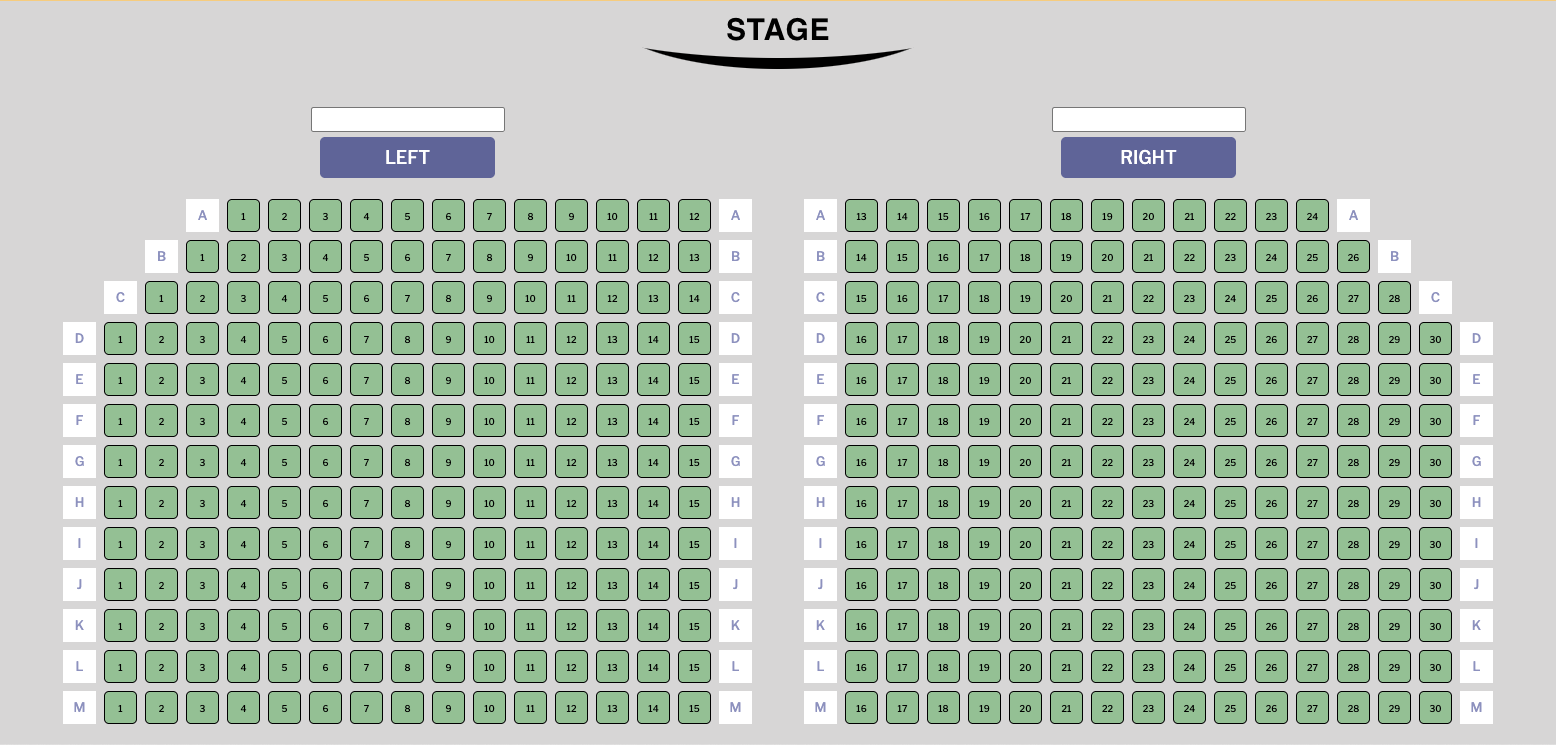 STAGE
LEFT RIGHT
A 1 2 3 4 5 6 7 8 9 10 11 12 A A 13 14 15 16 17 18 19 20 21 22 23 24 A
B 1 2 3 4 5 6 7 8 9 10 11 12 13 B B 14 15 16 17 18 19 20 21 22 23 24 25 26 B
C 1 2 3 4 5 6 7 8 9 10 11 12 13 14 C C 15 16 17 18 19 20 21 22 23 24 25 26 27 28 C
D 1 2 3 4 5 6 7 8 9 10 11 12 13 14 15 D D 16 17 18 19 20 21 22 23 24 25 26 27 28 29 30 D
E 1 2 3 4 5 6 7 8 9 10 11 12 13 14 15 E E 16 17 18 19 20 21 22 23 24 25 26 27 28 29 30 E
F 1 2 3 4 5 6 7 8 9 10 11 12 13 14 15 F F 16 17 18 19 20 21 22 23 24 25 26 27 28 29 30 F
G 1 2 3 4 5 6 7 8 9 10 11 12 13 14 15 G G 16 17 18 19 20 21 22 23 24 25 26 27 28 29 30 G
H 1 2 3 4 5 6 7 8 9 10 11 12 13 14 15 H H 16 17 18 19 20 21 22 23 24 25 26 27 28 29 30 H
I 1 2 3 4 5 6 7 8 9 10 11 12 13 14 15 I I 16 17 18 19 20 21 22 23 24 25 26 27 28 29 30 I
J 1 2 3 4 5 6 7 8 9 10 11 12 13 14 15 J J 16 17 18 19 20 21 22 23 24 25 26 27 28 29 30 J
K 1 2 3 4 5 6 7 8 9 10 11 12 13 14 15 K K 16 17 18 19 20 21 22 23 24 25 26 27 28 29 30 K
L 1 2 3 4 5 6 7 8 9 10 11 12 13 14 15 L L 16 17 18 19 20 21 22 23 24 25 26 27 28 29 30 L
M 1 2 3 4 5 6 7 8 9 10 11 12 13 14 15 M M 16 17 18 19 20 21 22 23 24 25 26 27 28 29 30 M